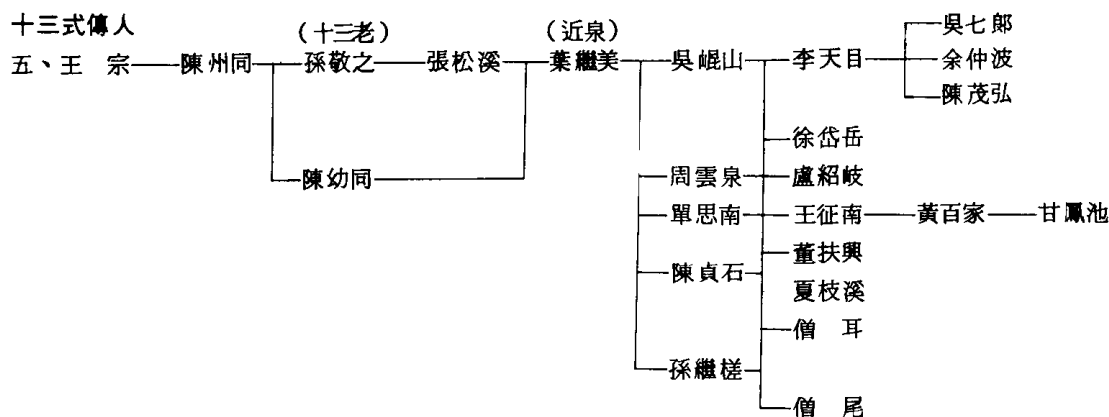 十三式傳人
（十三老） （近泉） 吳七郎
五、王 宗 陳州同 孫敬之 張松溪 葉繼美 吳崐山 李天目 余仲波
陳茂弘
徐岱岳
陳幼同 周雲泉 盧紹岐
單思南 王征南 黃百家 甘鳳池
董扶興
陳貞石
夏枝溪
僧 耳
孫繼槎
僧 尾